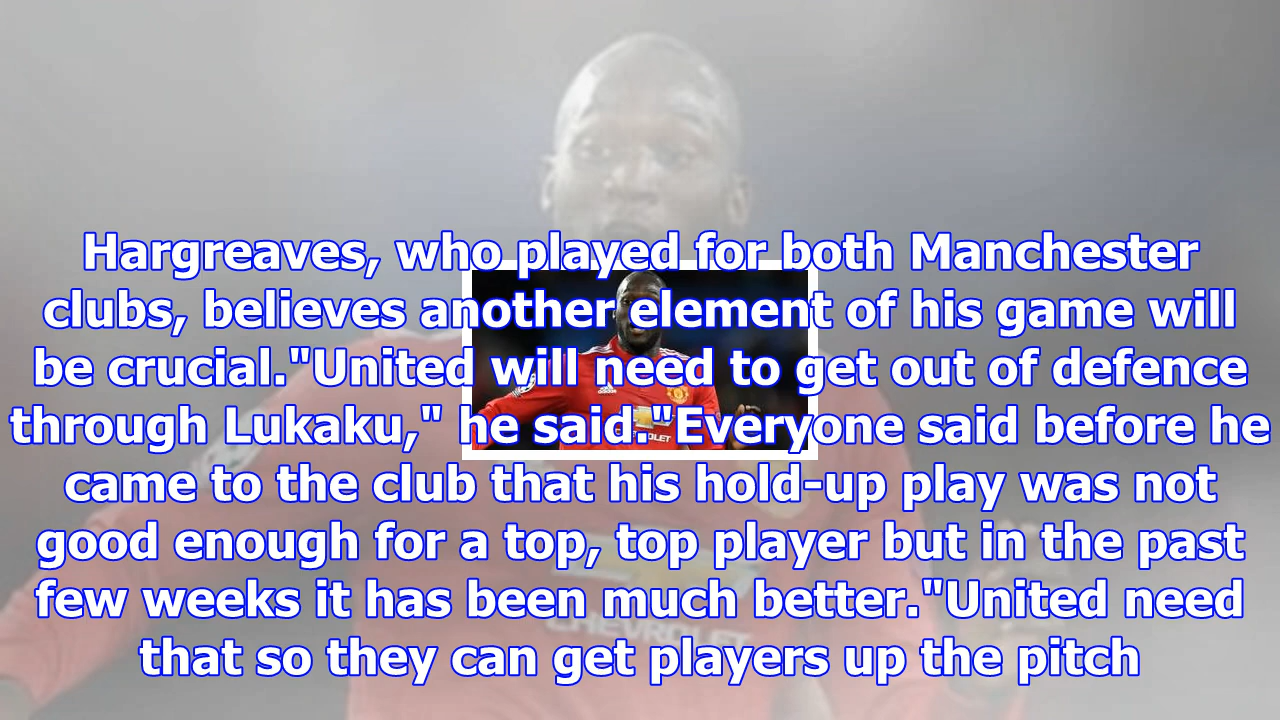 Hargreaves, who played for both Manchester
clubs, believes another element of his game will
be crucial."United will need to get out of defence
through Lukaku," he said."Everyone said before he
came to the club that his hold-up play was not
good enough for a top, top player but in the past
few weeks it has been much better."United need
that so they can get players up the pitch
CHEVROLET